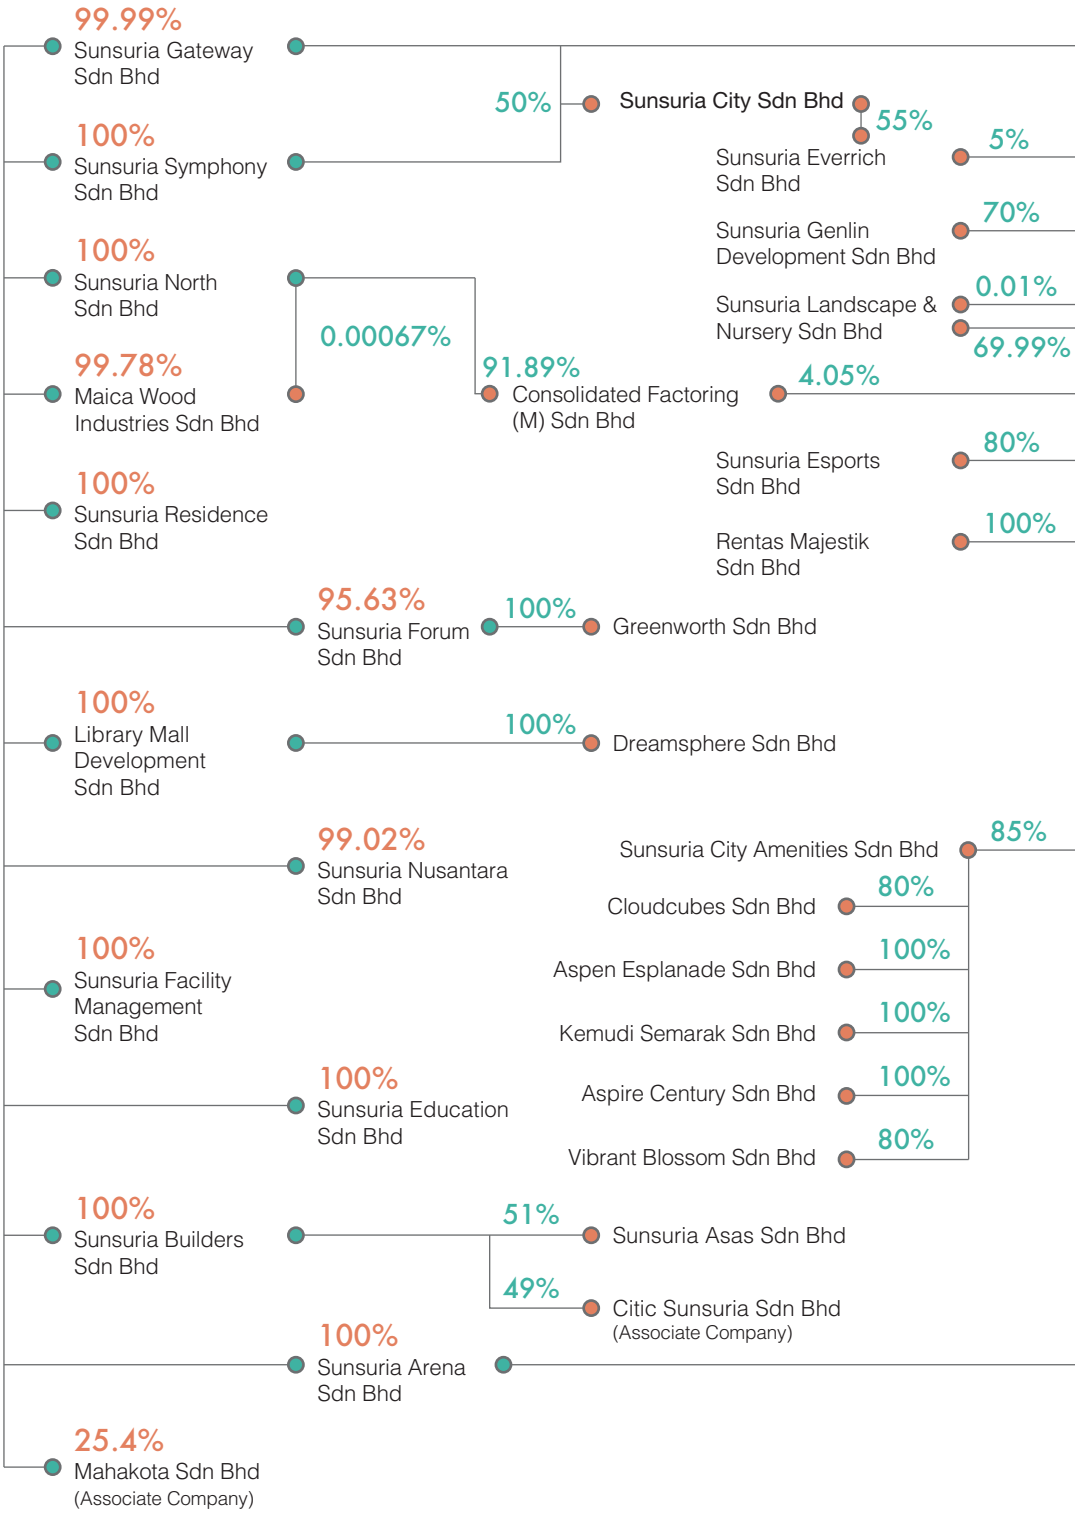 99.99%
Sunsuria Gateway
Sdn Bhd
50%
Sunsuria City Sdn Bhd
55%
100%
Sunsuria Symphony
Sdn Bhd
Sunsuria Everrich
Sdn Bhd
5%
Sunsuria Genlin
Development Sdn Bhd
70%
100%
Sunsuria North
Sdn Bhd
0.00067%
Sunsuria Landscape &
Nursery Sdn Bhd
0.01%
69.99%
99.78%
Maica Wood
Industries Sdn Bhd
91.89%
Consolidated Factoring
(M) Sdn Bhd
4.05%
Sunsuria Esports
Sdn Bhd
80%
100%
Sunsuria Residence
Sdn Bhd
Rentas Majestik
Sdn Bhd
100%
95.63%
Sunsuria Forum
Sdn Bhd
100%
Greenworth Sdn Bhd
100%
Library Mall
Development
Sdn Bhd
100%
Dreamsphere Sdn Bhd
99.02%
Sunsuria Nusantara
Sdn Bhd
Sunsuria City Amenities Sdn Bhd
85%
Cloudcubes Sdn Bhd
80%
100%
Sunsuria Facility
Management
Sdn Bhd
Aspen Esplanade Sdn Bhd
100%
Kemudi Semarak Sdn Bhd
100%
100%
Sunsuria Education
Sdn Bhd
Aspire Century Sdn Bhd
100%
Vibrant Blossom Sdn Bhd
80%
100%
Sunsuria Builders
Sdn Bhd
51%
Sunsuria Asas Sdn Bhd
49%
Citic Sunsuria Sdn Bhd
(Associate Company)
100%
Sunsuria Arena
Sdn Bhd
25.4%
Mahakota Sdn Bhd
(Associate Company)